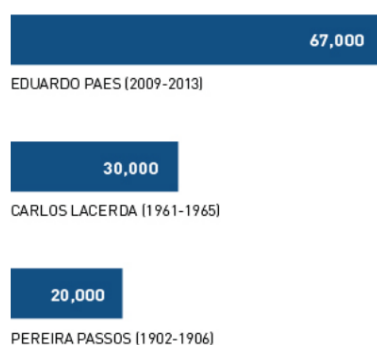 67,000
EDUARDO PAES (2009-2013)
30,000
CARLOS LACERDA (1961-1965)
20,000
PEREIRA PASSOS (1902-1906)